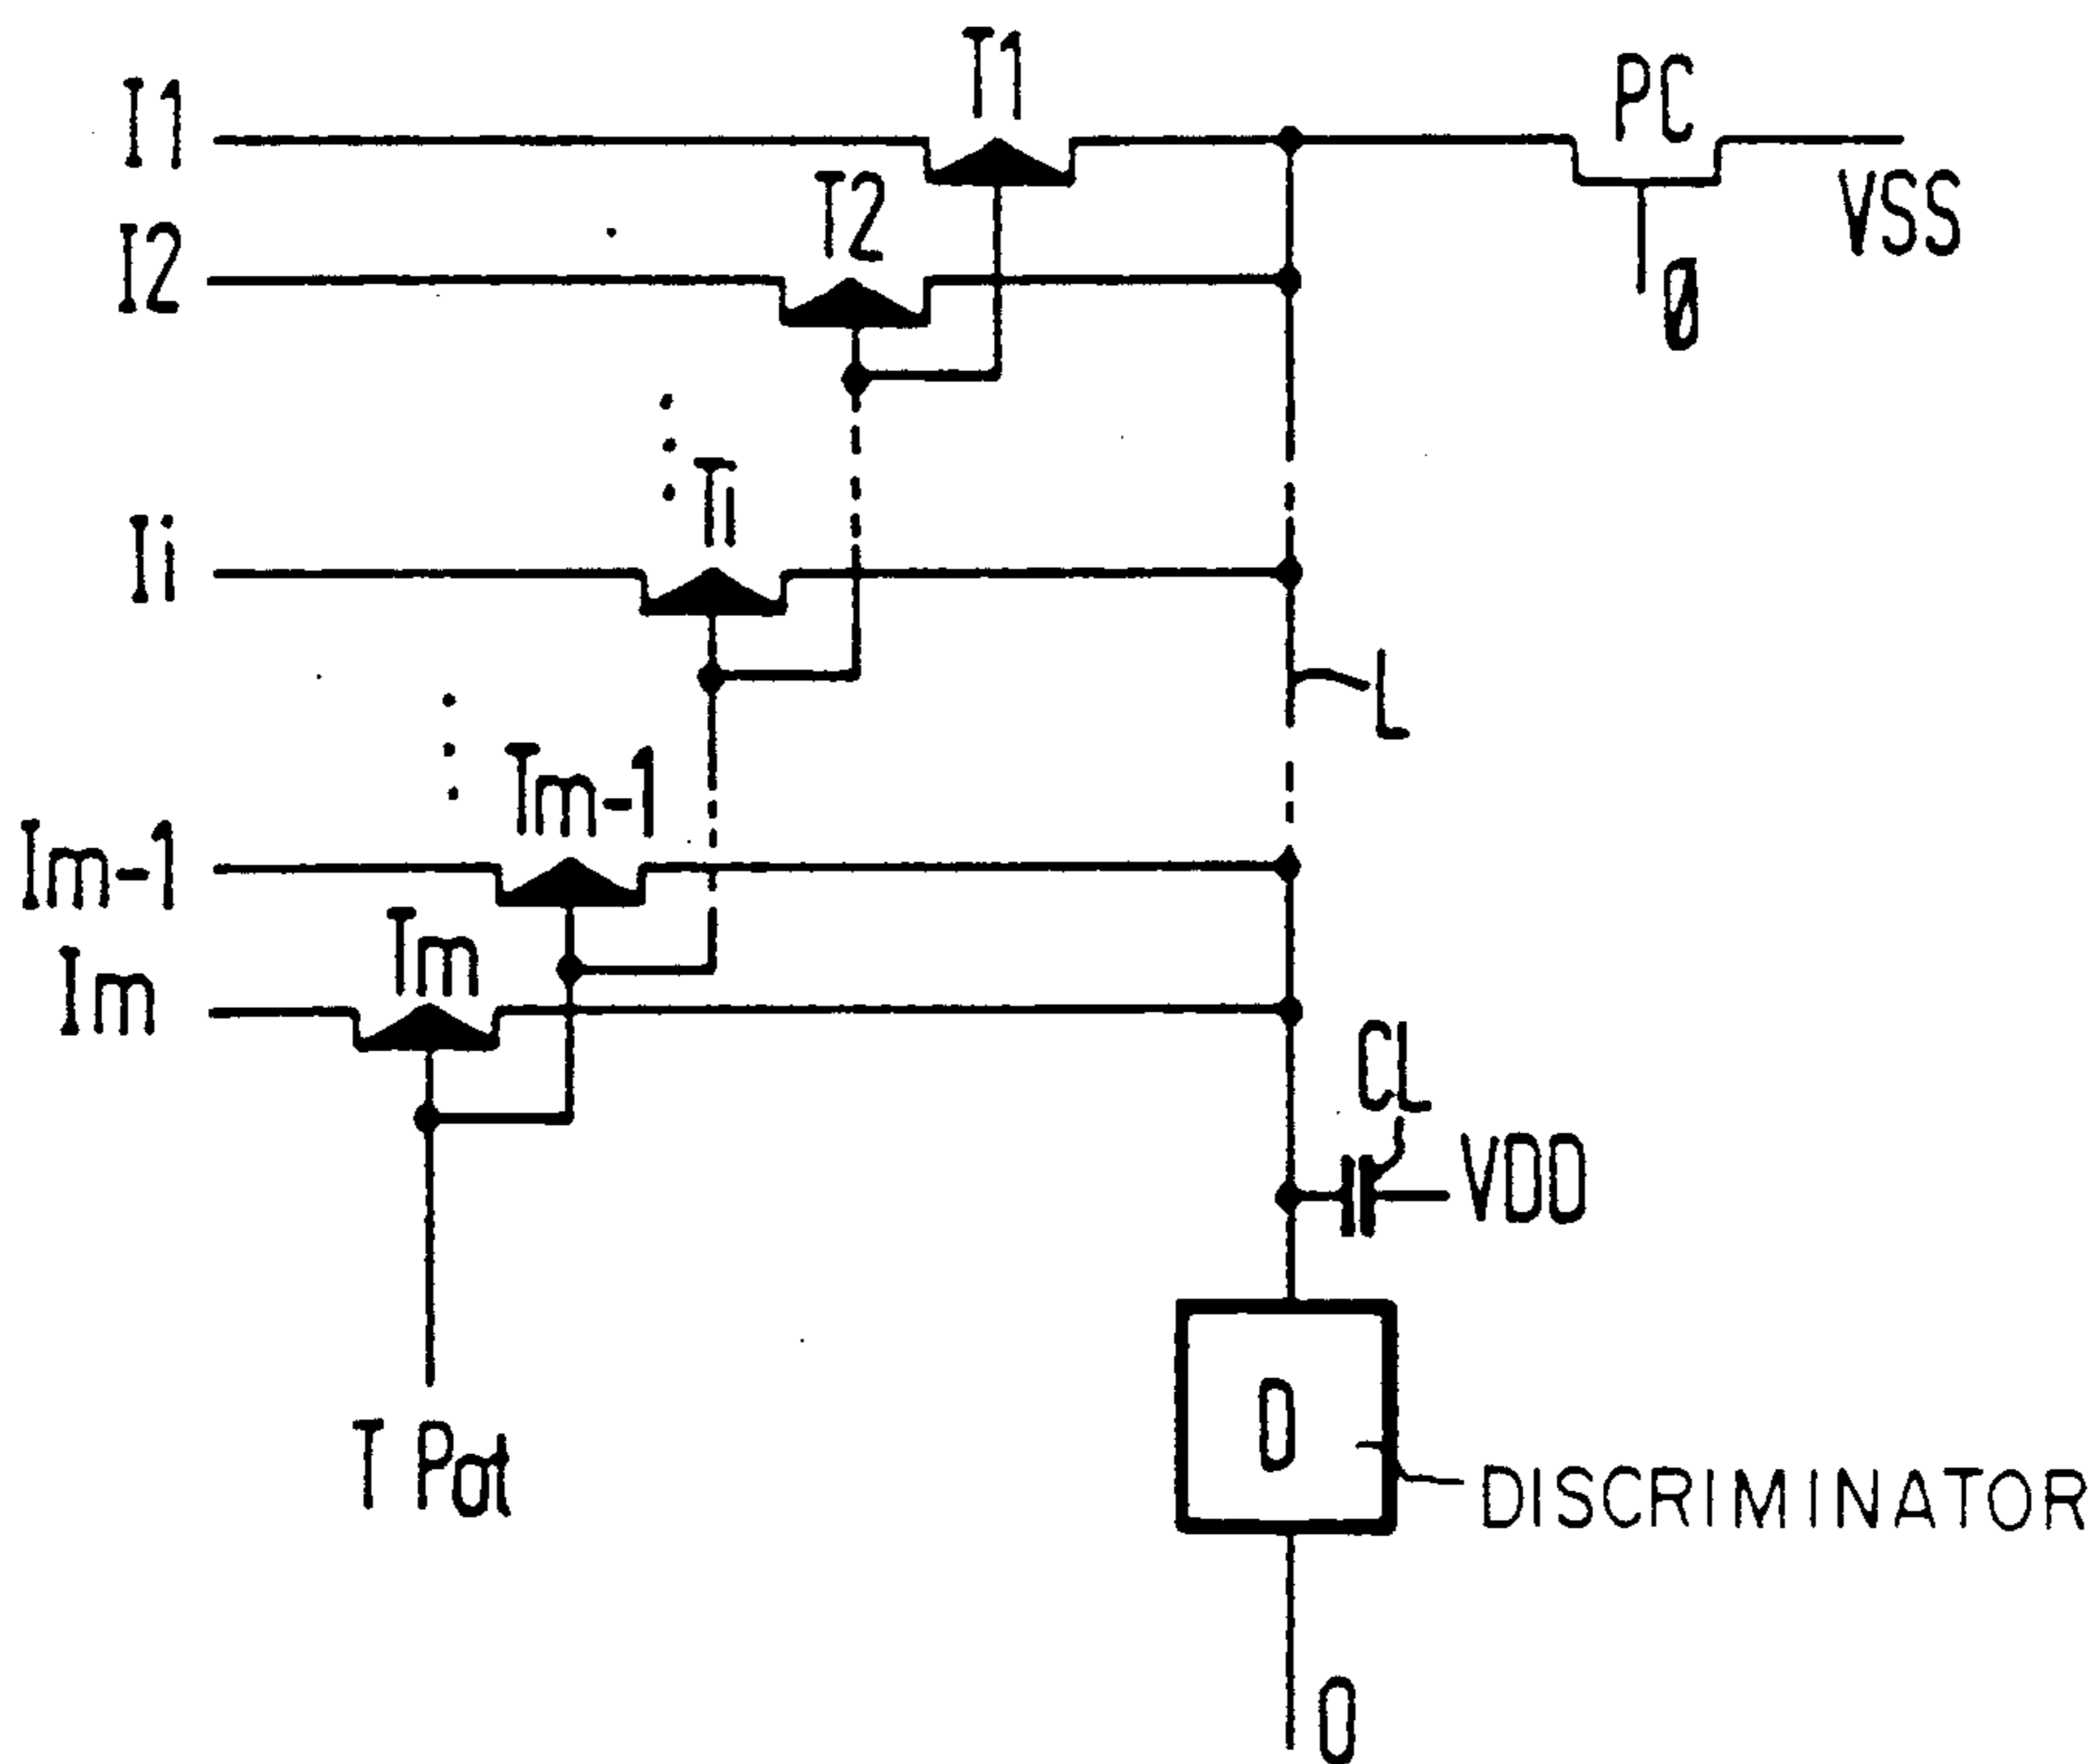 T1
I1
PC
VSS
T2
I2
Ø
Ti
Ii
L
Tm-1
Im-1
Tm
Im
CL
VDD
D
T Pot
DISCRIMINATOR
O